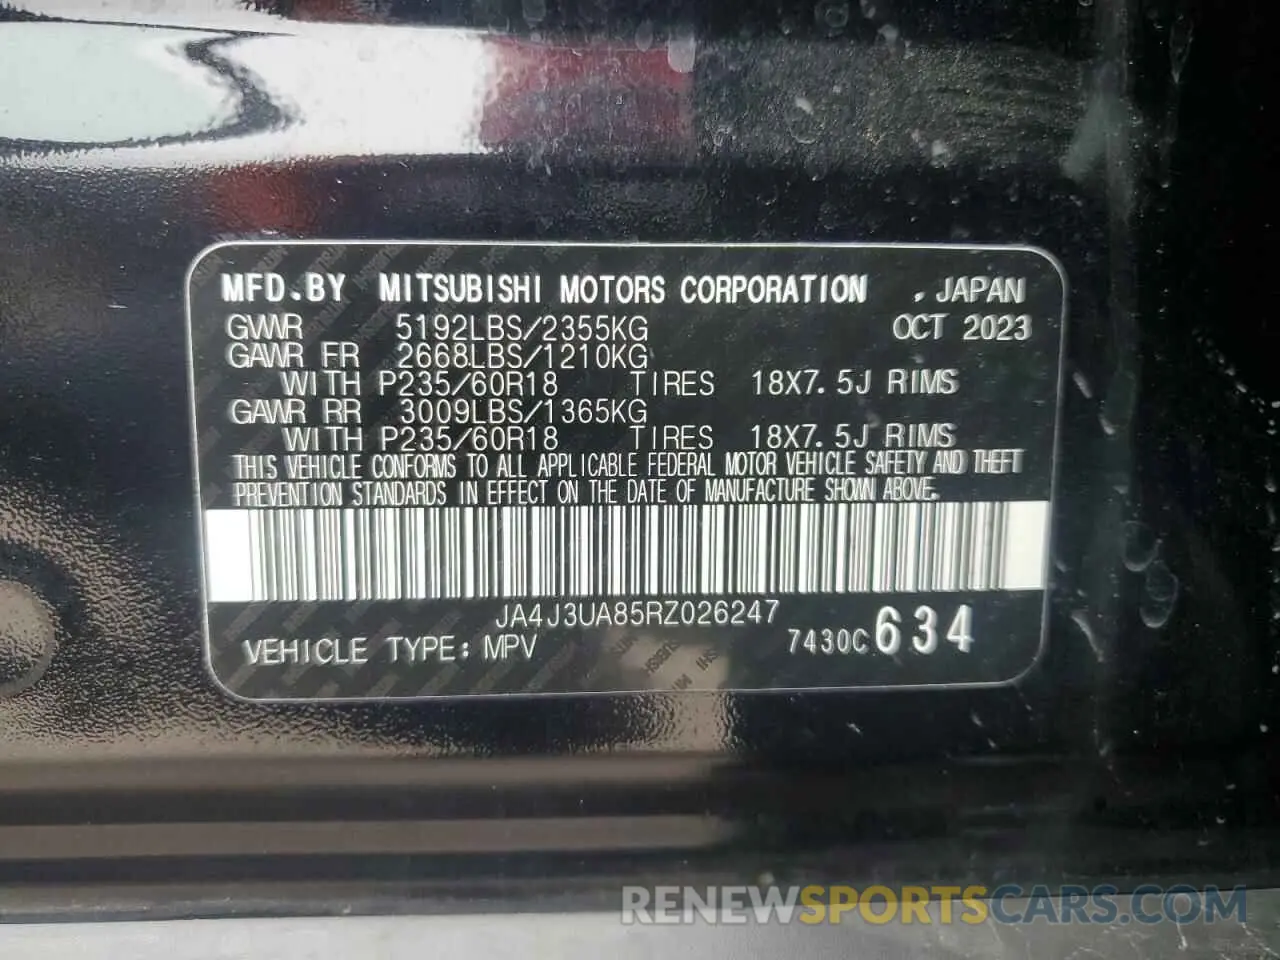 MFD.BY MITSUBISHI MOTORS CORPORATION , JAPAN
GVWR 5192LBS/2355KG OCT 2023
GAWR FR 2668LBS/1210KG
WITH P235/60R18 TIRES 18X7.5J RIMS
GAWR RR 3009LBS/1365KG
WITH P235/60R18 TIRES 18X7.5J RIMS
THIS VEHICLE CONFORMS TO ALL APPLICABLE FEDERAL MOTOR VEHICLE SAFETY AND THEFT
PREVENTION STANDARDS IN EFFECT ON THE DATE OF MANUFACTURE SHOWN ABOVE.
JA4J3UA85RZ026247
VEHICLE TYPE: MPV 7430C 634
RENEWSPORTSCARS.COM